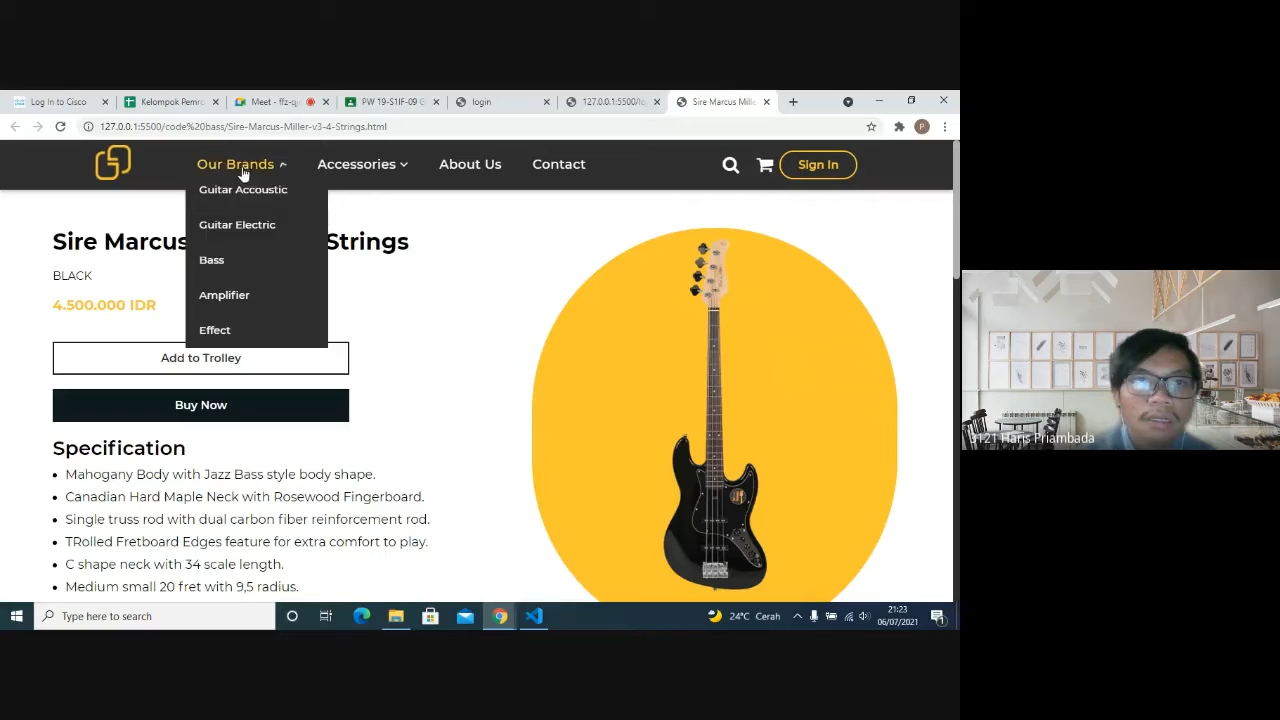 Log In to Cisco
Kelompok Pemro
Meet - ffz-qj
PW 19-S1IF-09 G
login
127.0.0.1:5500/lo
Sire Marcus Mille
127.0.0.1:5500/code%20bass/Sire-Marcus-Miller-v3-4-Strings.html
P
Our Brands
Accessories
About Us
Contact
Sign In
Guitar Accoustic
Guitar Electric
Bass
Amplifier
Effect
Sire Marcus
Strings
BLACK
4.500.000 IDR
Add to Trolley
Buy Now
Specification
Mahogany Body with Jazz Bass style body shape.
Canadian Hard Maple Neck with Rosewood Fingerboard.
Single truss rod with dual carbon fiber reinforcement rod.
TRolled Fretboard Edges feature for extra comfort to play.
C shape neck with 34 scale length.
Medium small 20 fret with 9,5 radius.
3121 Haris Priambada
Type here to search
24°C Cerah
21:23
06/07/2021
1